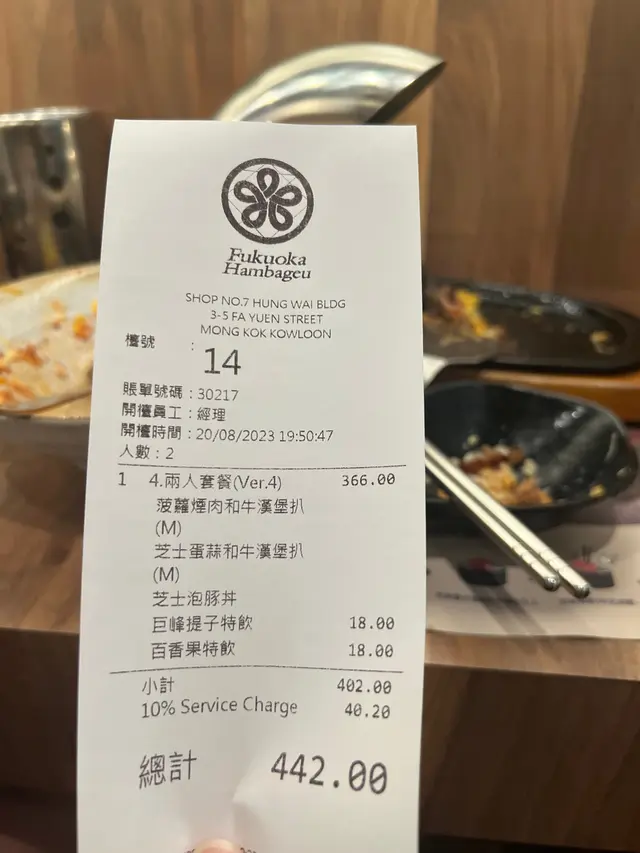 Fukuoka
Hambageu
SHOP NO.7 HUNG WAI BLDG
3-5 FA YUEN STREET
MONG KOK KOWLOON
檯號 : 14
賬單號碼 : 30217
開檯員工 : 經理
開檯時間 : 20/08/2023 19:50:47
人數 : 2
1 4.兩人套餐(Ver.4) 366.00
菠蘿煙肉和牛漢堡扒
(M)
芝士蛋蒜和牛漢堡扒
(M)
芝士泡豚丼
巨峰提子特飲 18.00
百香果特飲 18.00
小計 402.00
10% Service Charge 40.20
總計 442.00